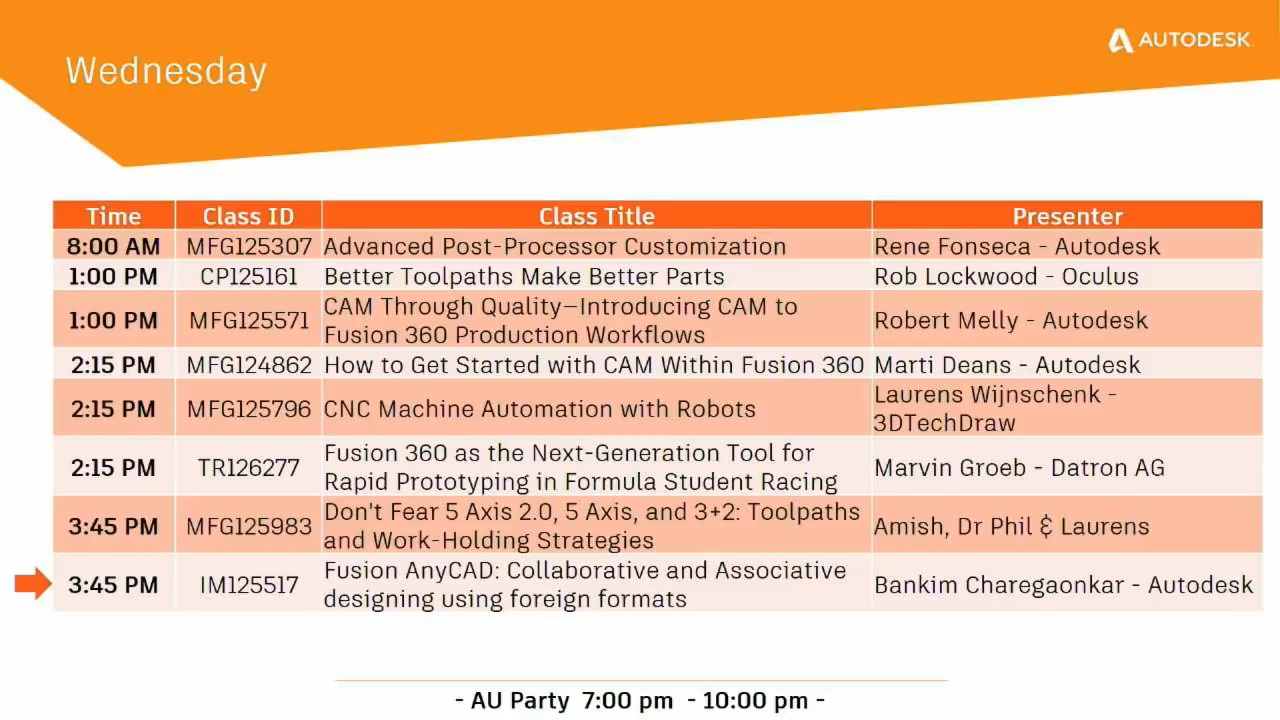 Wednesday
AUTODESK
Time Class ID Class Title Presenter
8:00 AM MFG125307 Advanced Post-Processor Customization Rene Fonseca - Autodesk
1:00 PM CP125161 Better Toolpaths Make Better Parts Rob Lockwood - Oculus
1:00 PM MFG125571 CAM Through Quality—Introducing CAM to
Fusion 360 Production Workflows Robert Melly - Autodesk
2:15 PM MFG124862 How to Get Started with CAM Within Fusion 360 Marti Deans - Autodesk
2:15 PM MFG125796 CNC Machine Automation with Robots Laurens Wijnschenk -
3DTechDraw
2:15 PM TR126277 Fusion 360 as the Next-Generation Tool for
Rapid Prototyping in Formula Student Racing Marvin Groeb - Datron AG
3:45 PM MFG125983 Don't Fear 5 Axis 2.0, 5 Axis, and 3+2: Toolpaths
and Work-Holding Strategies Amish, Dr Phil & Laurens
3:45 PM IM125517 Fusion AnyCAD: Collaborative and Associative
designing using foreign formats Bankim Charegaonkar - Autodesk
- AU Party 7:00 pm - 10:00 pm -